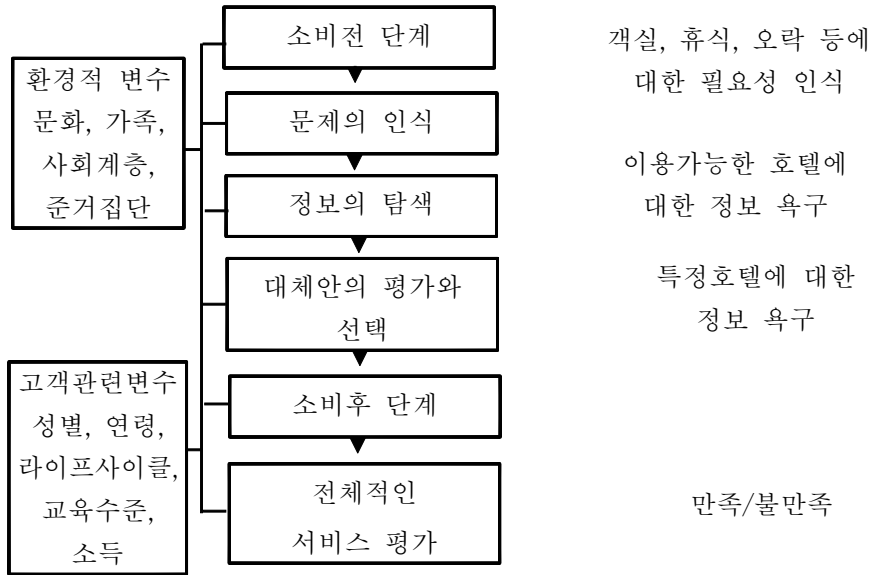 소비전 단계
객실, 휴식, 오락 등에
대한 필요성 인식
환경적 변수
문화, 가족,
사회계층,
준거집단
문제의 인식
이용가능한 호텔에
대한 정보 욕구
정보의 탐색
대체안의 평가와
선택
특정호텔에 대한
정보 욕구
고객관련변수
성별, 연령,
라이프사이클,
교육수준,
소득
소비후 단계
전체적인
서비스 평가
만족/불만족